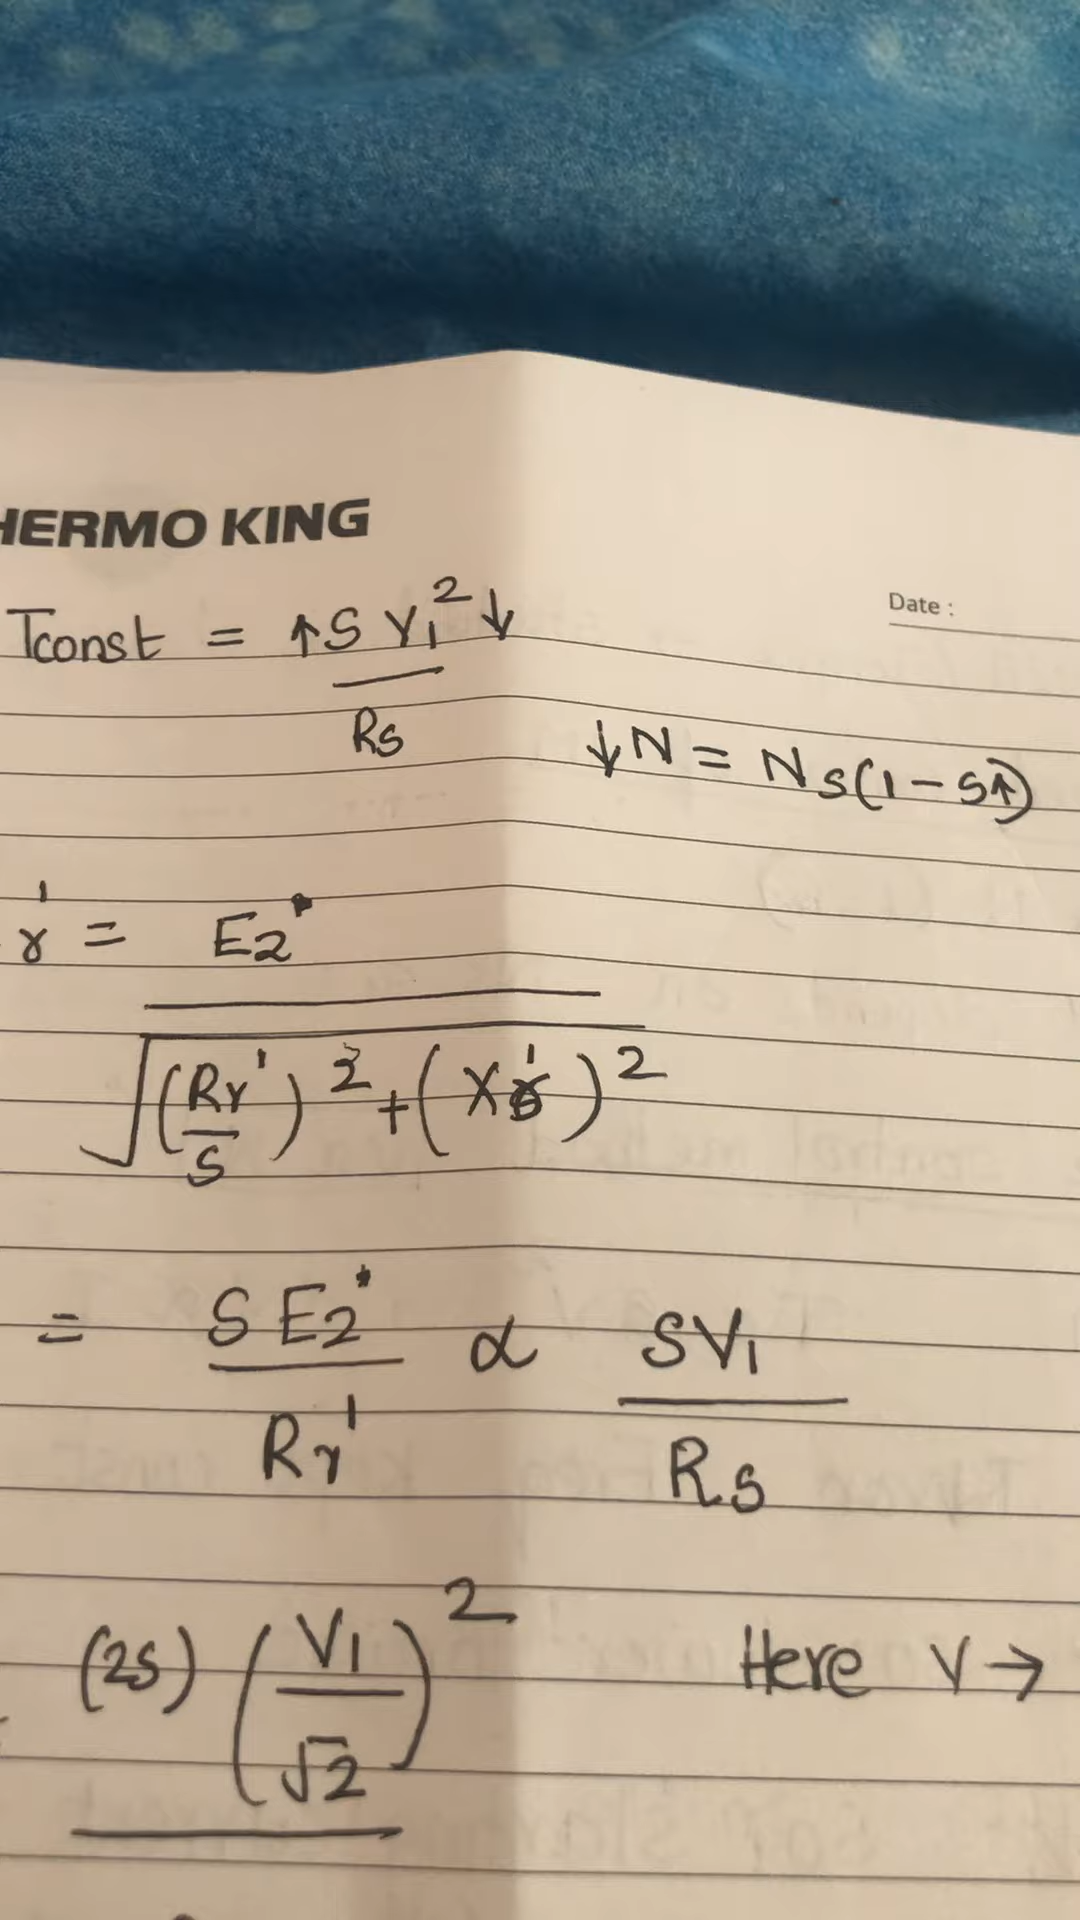 HERMO KING
Date :
Tconst = ↑S V₁² ↓
Rs
↓N = Ns(1-S↑)
r' = E2'
√(Rr'/S)² + (Xr')²
= S E2' / Rr' ∝ SV₁ / Rs
(2S) (V₁/√2)²
Here V →